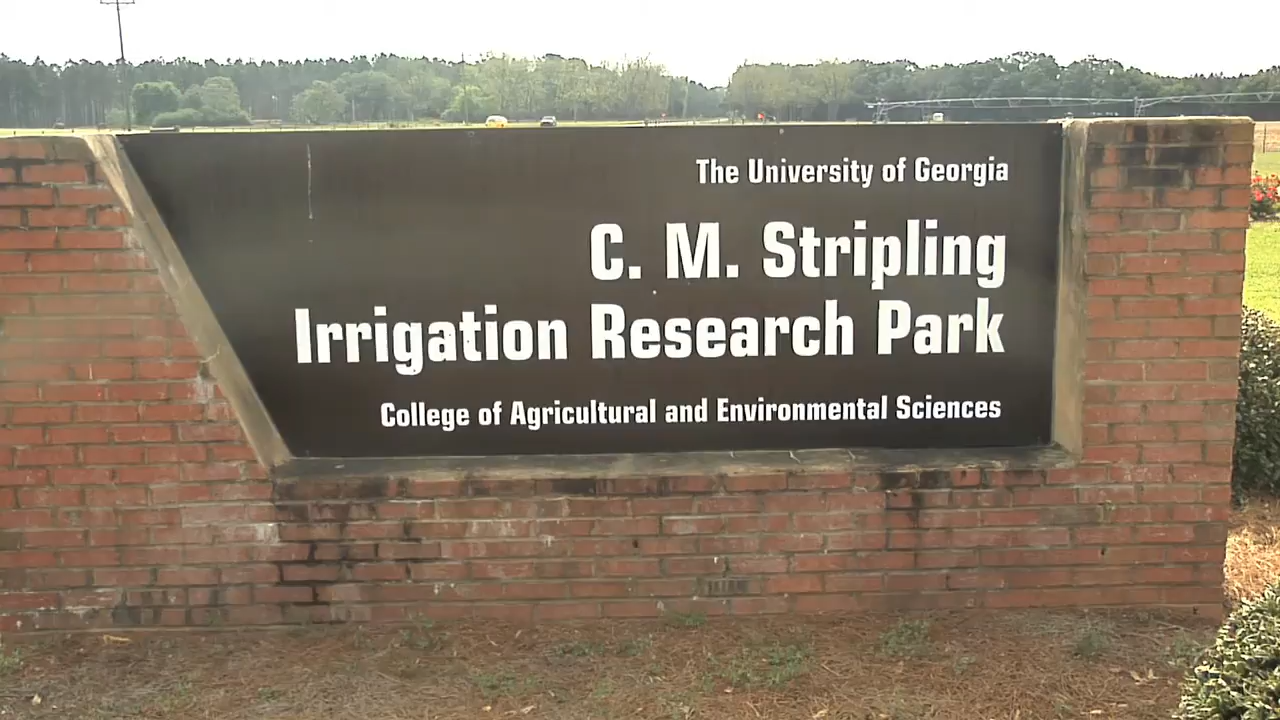 The University of Georgia
C. M. Stripling
Irrigation Research Park
College of Agricultural and Environmental Sciences